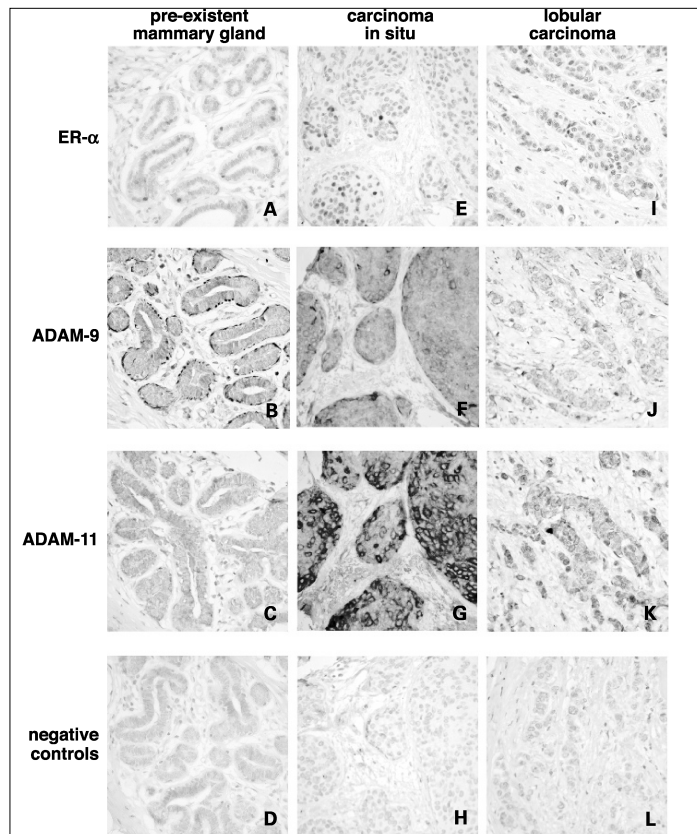 pre-existent
mammary gland
carcinoma
in situ
lobular
carcinoma
ER-α
A
E
I
ADAM-9
B
F
J
ADAM-11
C
G
K
negative
controls
D
H
L